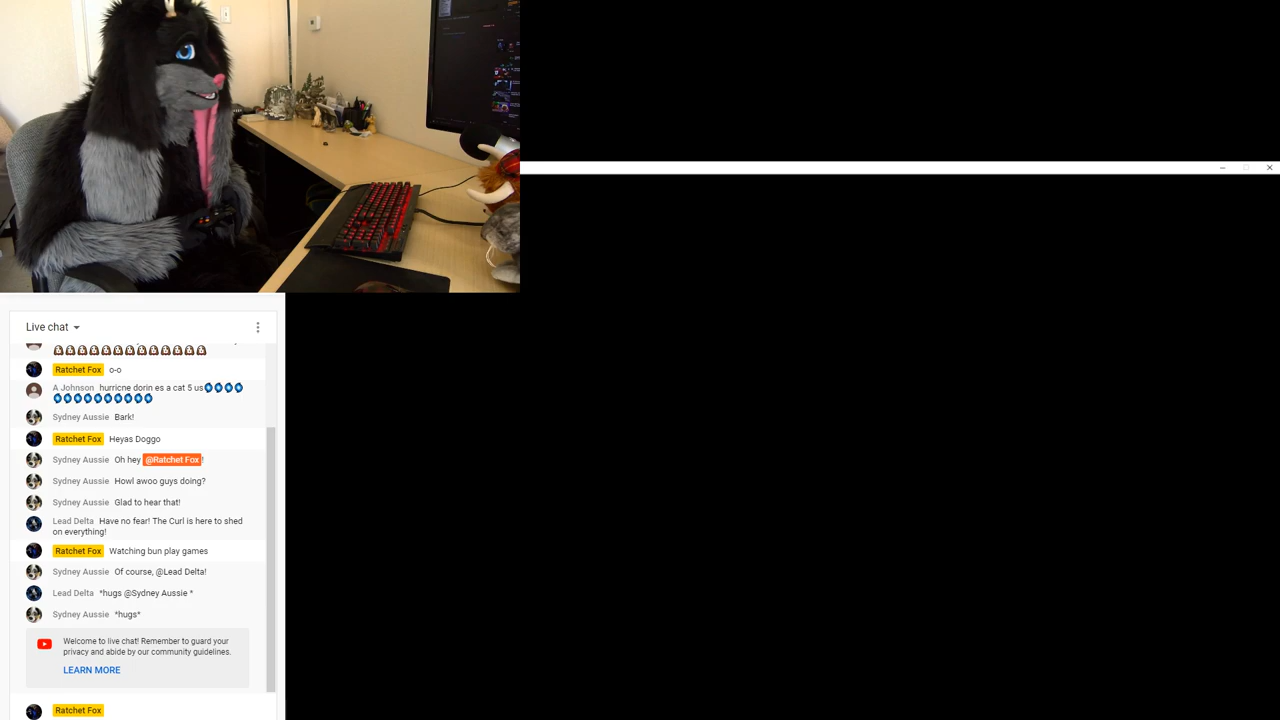 Live chat
Ratchet Fox o-o
A Johnson hurricne dorin es a cat 5 us
Sydney Aussie Bark!
Ratchet Fox Heyas Doggo
Sydney Aussie Oh hey @Ratchet Fox!
Sydney Aussie Howl awoo guys doing?
Sydney Aussie Glad to hear that!
Lead Delta Have no fear! The Curl is here to shed
on everything!
Ratchet Fox Watching bun play games
Sydney Aussie Of course, @Lead Delta!
Lead Delta *hugs @Sydney Aussie *
Sydney Aussie *hugs*
Welcome to live chat! Remember to guard your
privacy and abide by our community guidelines.
LEARN MORE
Ratchet Fox